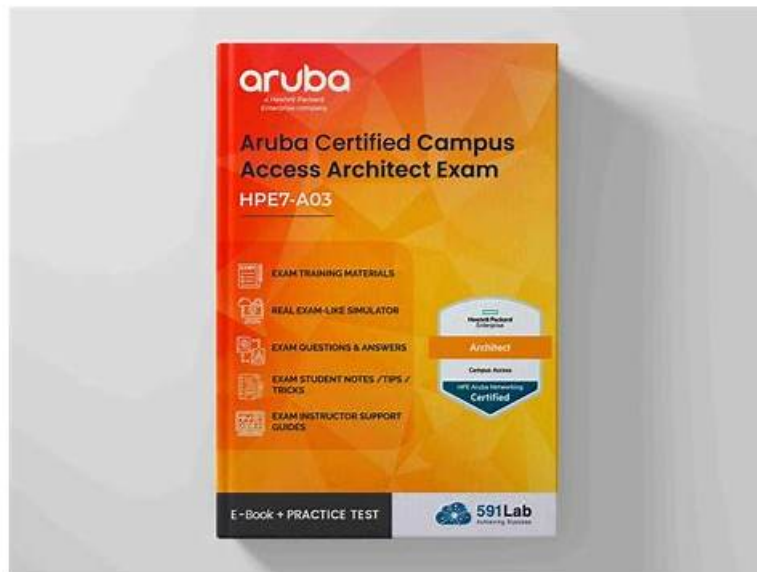 aruba
a Hewlett Packard
Enterprise company
Aruba Certified Campus
Access Architect Exam
HPE7-A03
EXAM TRAINING MATERIALS
REAL EXAM-LIKE SIMULATOR
EXAM QUESTIONS & ANSWERS
EXAM STUDENT NOTES /TIPS /
TRICKS
EXAM INSTRUCTOR SUPPORT
GUIDES
Hewlett Packard
Enterprise
Architect
Campus Access
HPE Aruba Networking
Certified
E-Book + PRACTICE TEST
591Lab
Achieving Success